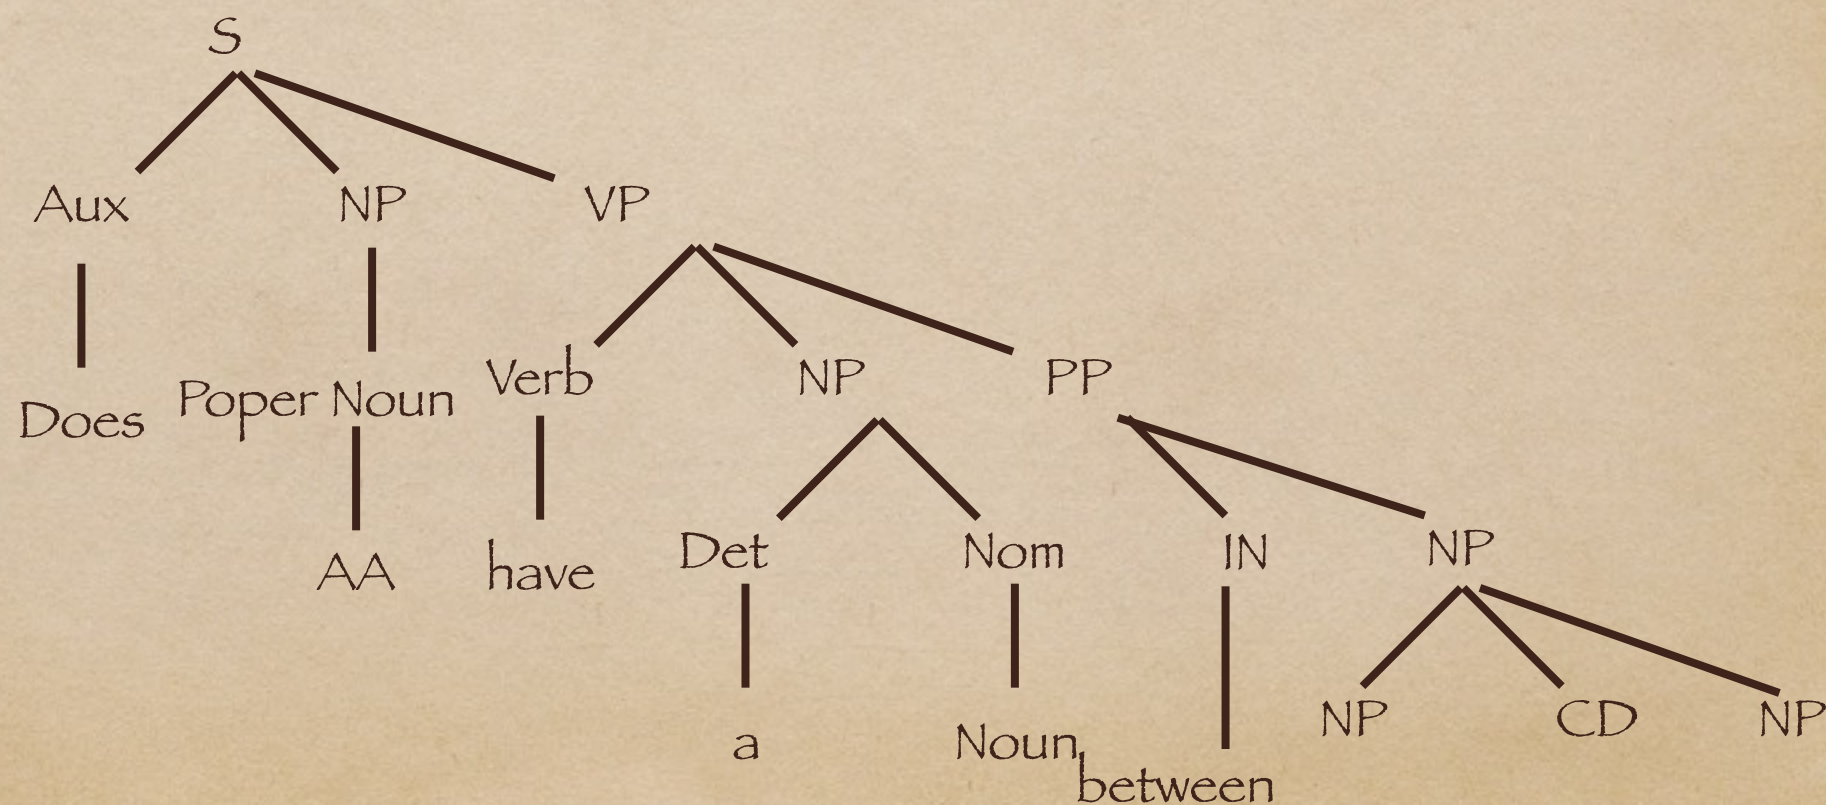 S
Aux NP VP
Does Poper Noun Verb NP PP
AA have Det Nom IN NP
a Noun between NP CD NP